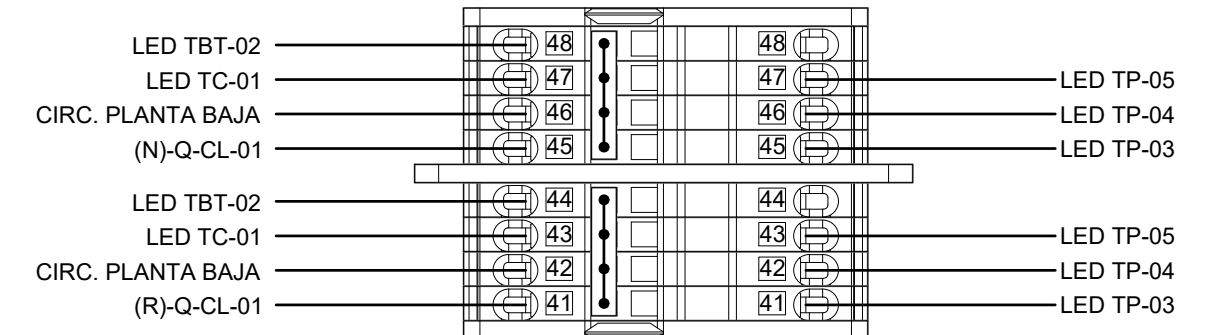 LED TBT-02 48 48
LED TC-01 47 47 LED TP-05
CIRC. PLANTA BAJA 46 46 LED TP-04
(N)-Q-CL-01 45 45 LED TP-03
LED TBT-02 44 44
LED TC-01 43 43 LED TP-05
CIRC. PLANTA BAJA 42 42 LED TP-04
(R)-Q-CL-01 41 41 LED TP-03